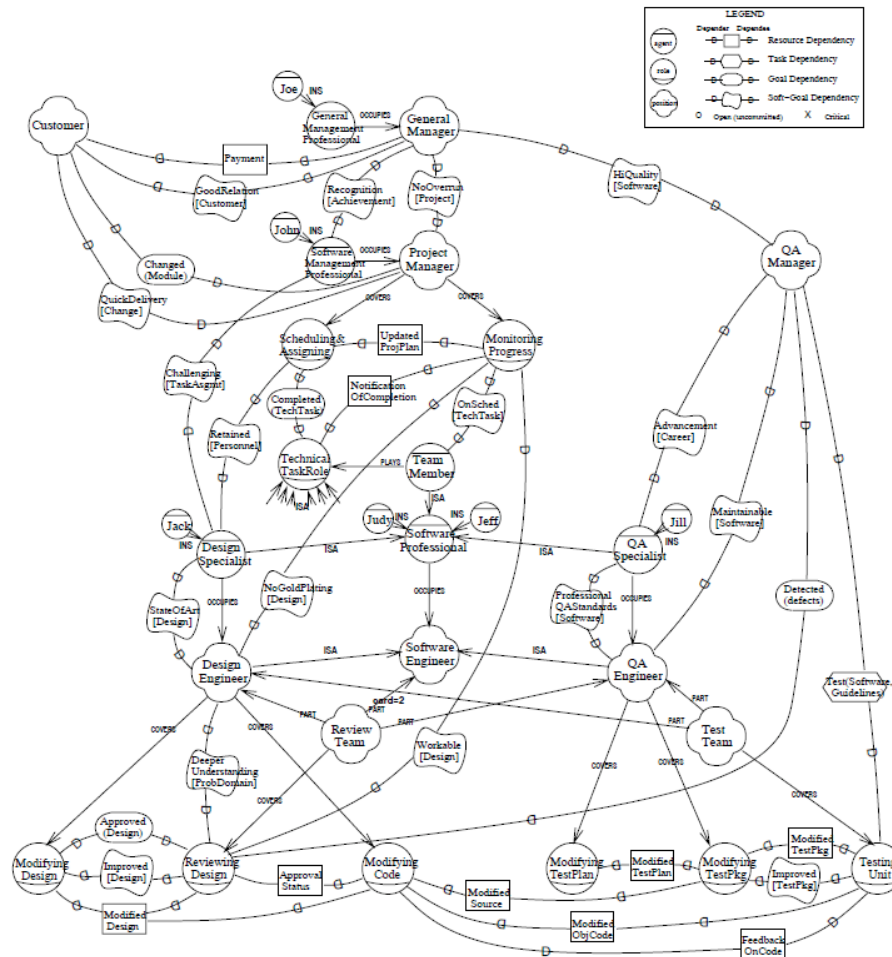 LEGEND
Depender Dependee
agent
Resource Dependency
role
Task Dependency
Goal Dependency
position
Soft-Goal Dependency
O Open (uncommitted) X Critical
Joe
INS
Customer
General
Management
Professional
OCCUPIES
General
Manager
Payment
GoodRelation
[Customer]
Recognition
[Achievement]
NoOverrun
[Project]
HiQuality
[Software]
John
INS
Software
Management
Professional
OCCUPIES
Project
Manager
QA
Manager
Changed
(Module)
QuickDelivery
[Change]
COVERS
COVERS
Scheduling&
Assigning
Updated
ProjPlan
Monitoring
Progress
Challenging
[TaskAsgmt]
Completed
(TechTask)
Notification
OfCompletion
OnSched
[TechTask]
Retained
[Personnel]
Advancement
[Career]
Technical
TaskRole
PLAYS
Team
Member
ISA
ISA
Maintainable
[Software]
Jack
INS
Judy
INS
INS
Jeff
Jill
INS
Design
Specialist
ISA
Software
Professional
ISA
QA
Specialist
StateOfArt
[Design]
OCCUPIES
NoGoldPlating
[Design]
OCCUPIES
Professional
QAStandards
[Software]
OCCUPIES
Detected
(defects)
Design
Engineer
ISA
Software
Engineer
ISA
QA
Engineer
Test(Software,
Guidelines)
card=2
PART
PART
PART
PART
PART
Review
Team
Test
Team
COVERS
COVERS
Deeper
Understanding
[ProbDomain]
Workable
[Design]
COVERS
COVERS
COVERS
COVERS
Approved
(Design)
Modifying
Design
Improved
[Design]
Reviewing
Design
Approval
Status
Modifying
Code
Modified
Design
Modified
Source
Modifying
TestPlan
Modified
TestPlan
Modifying
TestPkg
Modified
TestPkg
Improved
[TestPkg]
Testing
Unit
Modified
ObjCode
Feedback
OnCode